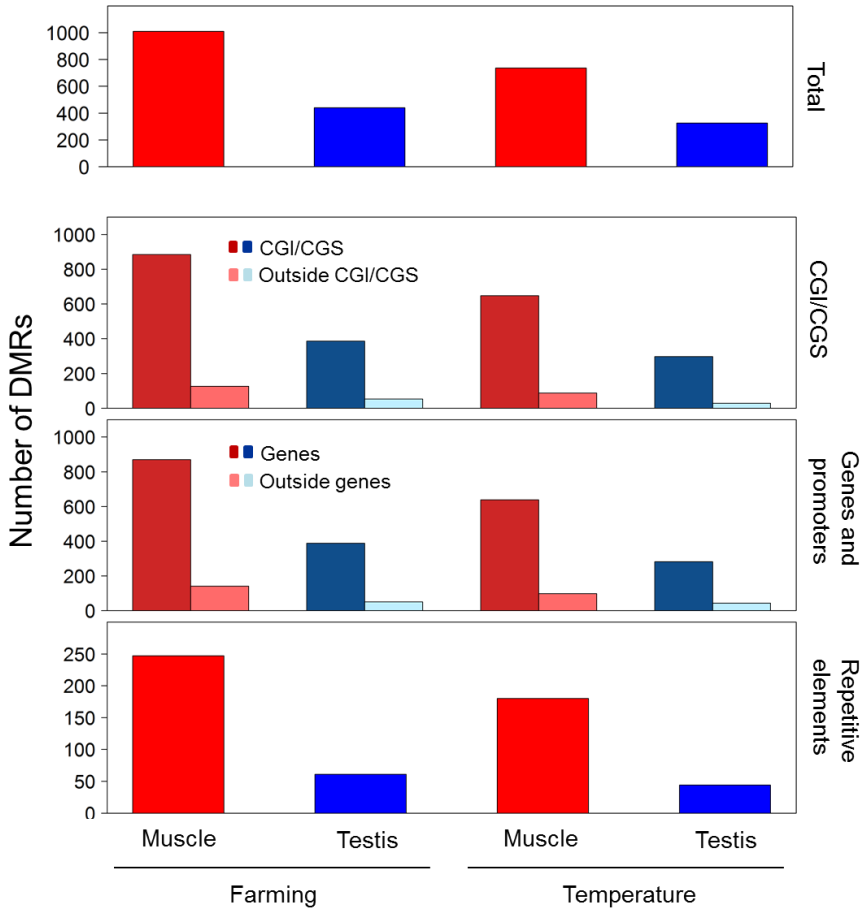 Number of DMRs
1000
800
600
400
200
0
Total
1000
800
600
400
200
0
CGI/CGS
Outside CGI/CGS
CGI/CGS
1000
800
600
400
200
0
Genes
Outside genes
Genes and
promoters
250
200
150
100
50
0
Repetitive
elements
Muscle Testis Muscle Testis
Farming Temperature